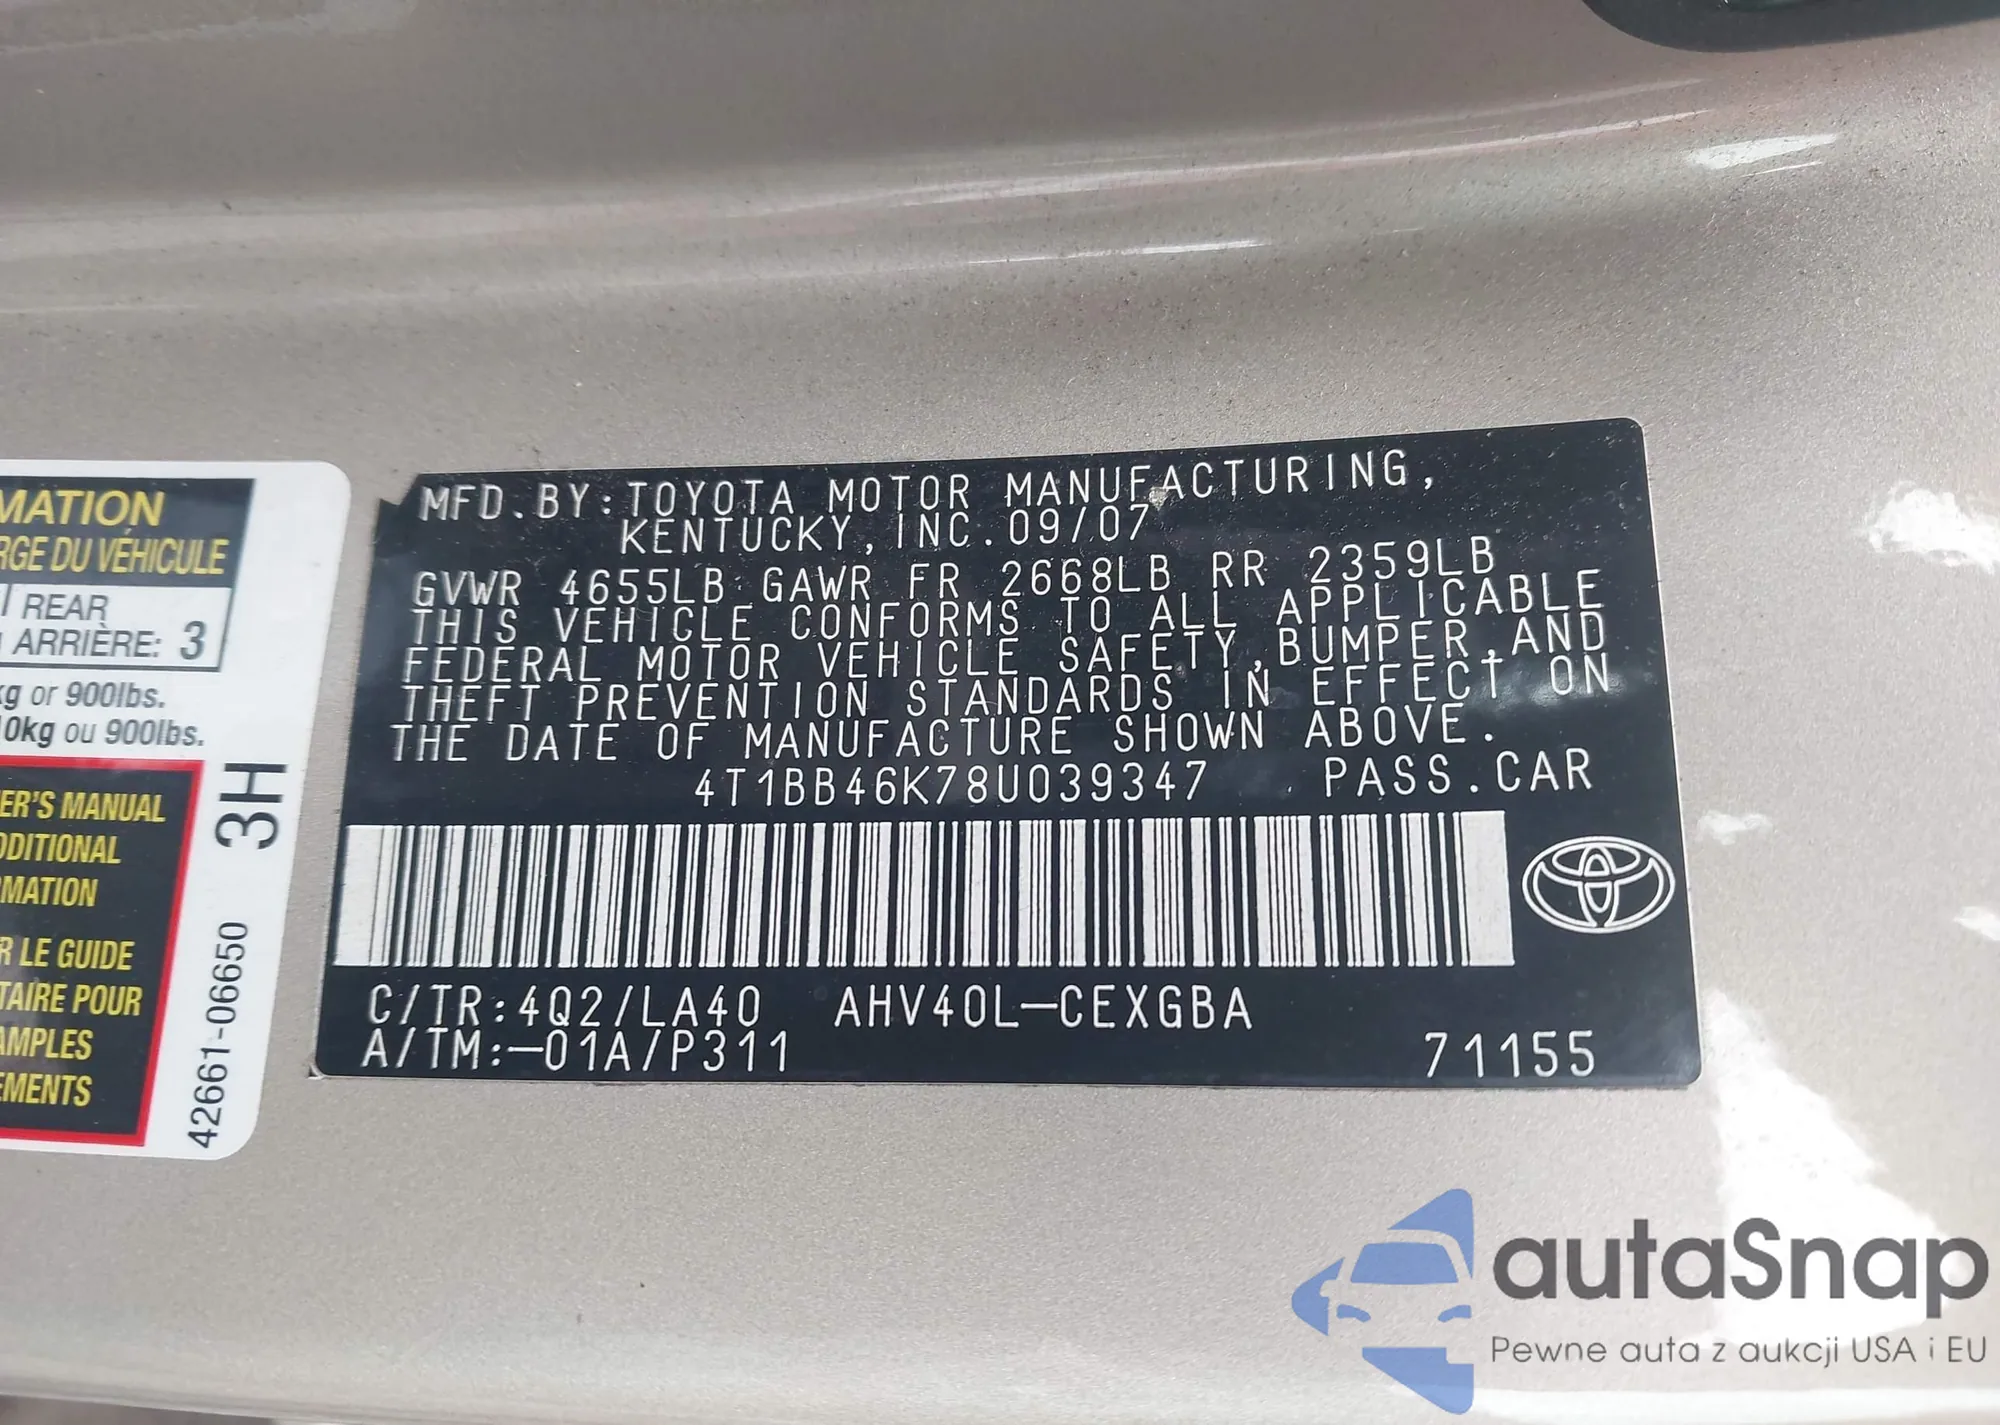 MATION
RGE DU VÉHICULE
REAR
ARRIÈRE: 3
kg or 900lbs.
10kg ou 900lbs.
ER'S MANUAL
DDITIONAL
RMATION
R LE GUIDE
TAIRE POUR
AMPLES
EMENTS
3H
42661-06650
MFD.BY:TOYOTA MOTOR MANUFACTURING,
KENTUCKY,INC.09/07
GVWR 4655LB GAWR FR 2668LB RR 2359LB
THIS VEHICLE CONFORMS TO ALL APPLICABLE
FEDERAL MOTOR VEHICLE SAFETY,BUMPER,AND
THEFT PREVENTION STANDARDS IN EFFECT ON
THE DATE OF MANUFACTURE SHOWN ABOVE.
4T1BB46K78U039347 PASS.CAR
C/TR:4Q2/LA40 AHV40L-CEXGBA
A/TM:-01A/P311 71155
autaSnap
Pewne auta z aukcji USA i EU